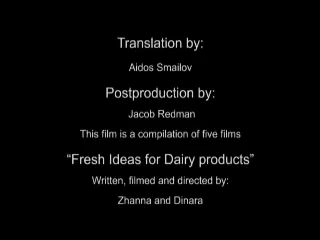 Translation by:
Aidos Smailov
Postproduction by:
Jacob Redman
This film is a compilation of five films
“Fresh Ideas for Dairy products”
Written, filmed and directed by:
Zhanna and Dinara